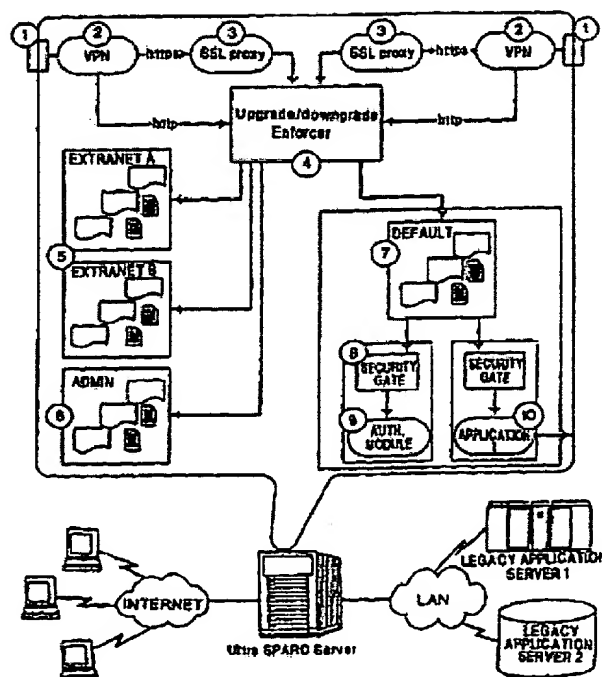 1
2
VPN
https
3
SSL proxy
3
SSL proxy
https
2
VPN
1
http
Upgrade/downgrade
Enforcer
http
4
EXTRANET A
5
EXTRANET B
6
ADMIN
DEFAULT
7
8
SECURITY
GATE
9
AUTH.
MODULE
SECURITY
GATE
10
APPLICATION
INTERNET
Ultra SPARC Server
LAN
LEGACY APPLICATION
SERVER 1
LEGACY
APPLICATION
SERVER 2